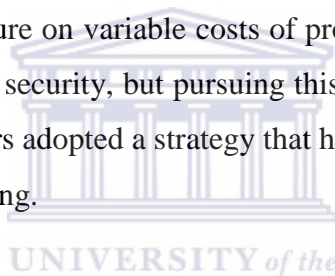 ure on variable costs of pro
security, but pursuing this
rs adopted a strategy that h
ng.
UNIVERSITY of the